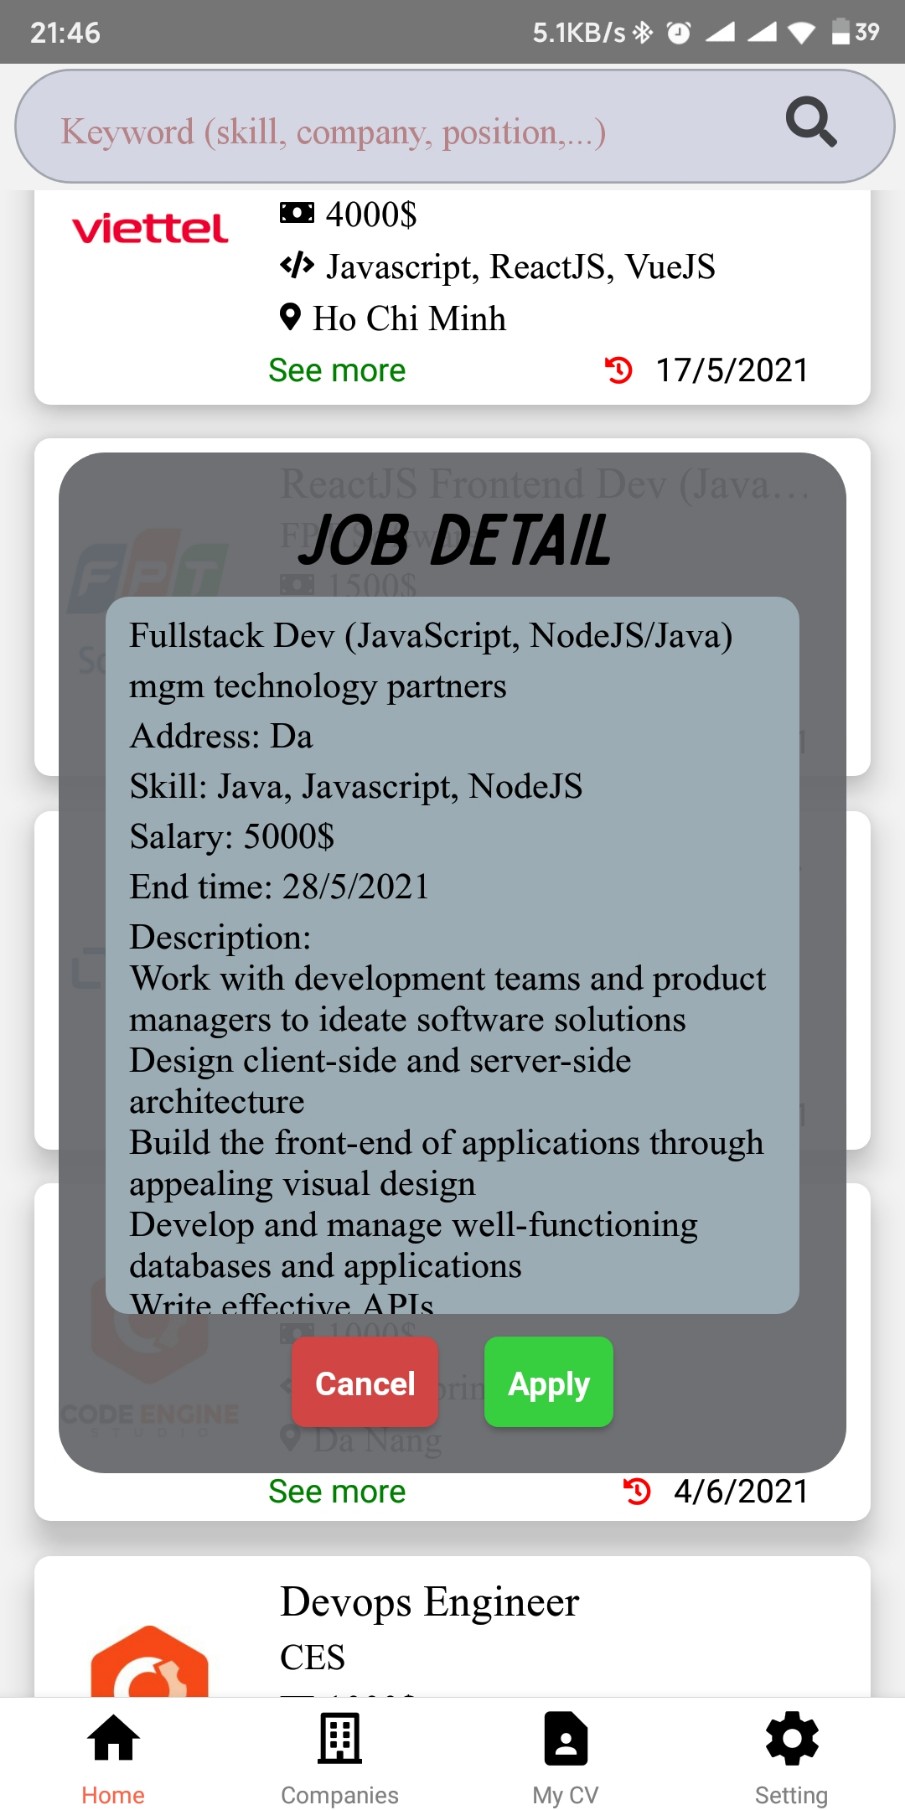 21:46 5.1KB/s 39
Keyword (skill, company, position,...)
viettel
4000$
Javascript, ReactJS, VueJS
Ho Chi Minh
See more 17/5/2021
ReactJS Frontend Dev (Java...
JOB DETAIL
FPT
1500$
Fullstack Dev (JavaScript, NodeJS/Java)
mgm technology partners
Address: Da
Skill: Java, Javascript, NodeJS
Salary: 5000$
End time: 28/5/2021
Description:
Work with development teams and product
managers to ideate software solutions
Design client-side and server-side
architecture
Build the front-end of applications through
appealing visual design
Develop and manage well-functioning
databases and applications
Write effective APIs
1000$
Cancel Apply
CODE ENGINE
STUDIO
Da Nang
See more 4/6/2021
Devops Engineer
CES
Home Companies My CV Setting